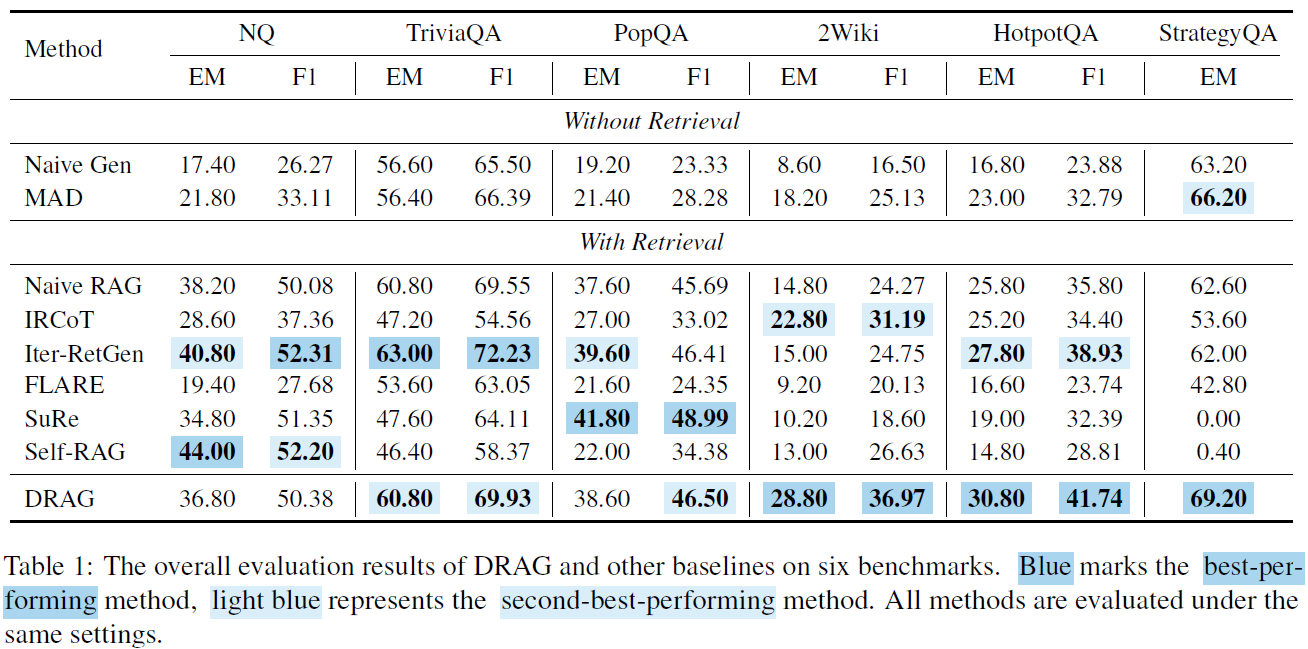 Method NQ TriviaQA PopQA 2Wiki HotpotQA StrategyQA
EM F1 EM F1 EM F1 EM F1 EM F1 EM
Without Retrieval
Naive Gen 17.40 26.27 56.60 65.50 19.20 23.33 8.60 16.50 16.80 23.88 63.20
MAD 21.80 33.11 56.40 66.39 21.40 28.28 18.20 25.13 23.00 32.79 66.20
With Retrieval
Naive RAG 38.20 50.08 60.80 69.55 37.60 45.69 14.80 24.27 25.80 35.80 62.60
IRCoT 28.60 37.36 47.20 54.56 27.00 33.02 22.80 31.19 25.20 34.40 53.60
Iter-RetGen 40.80 52.31 63.00 72.23 39.60 46.41 15.00 24.75 27.80 38.93 62.00
FLARE 19.40 27.68 53.60 63.05 21.60 24.35 9.20 20.13 16.60 23.74 42.80
SuRe 34.80 51.35 47.60 64.11 41.80 48.99 10.20 18.60 19.00 32.39 0.00
Self-RAG 44.00 52.20 46.40 58.37 22.00 34.38 13.00 26.63 14.80 28.81 0.40
DRAG 36.80 50.38 60.80 69.93 38.60 46.50 28.80 36.97 30.80 41.74 69.20
Table 1: The overall evaluation results of DRAG and other baselines on six benchmarks. Blue marks the best-per-
forming method, light blue represents the second-best-performing method. All methods are evaluated under the
same settings.